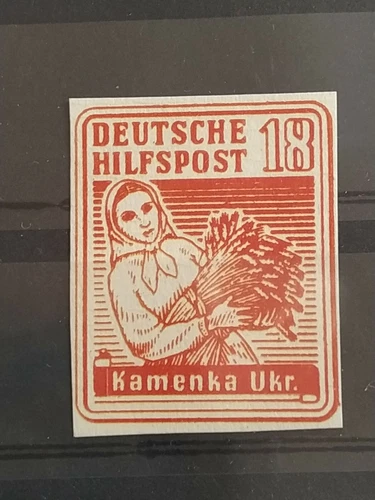 DEUTSCHE 18
HILFSPOST
Kamenka Ukr.